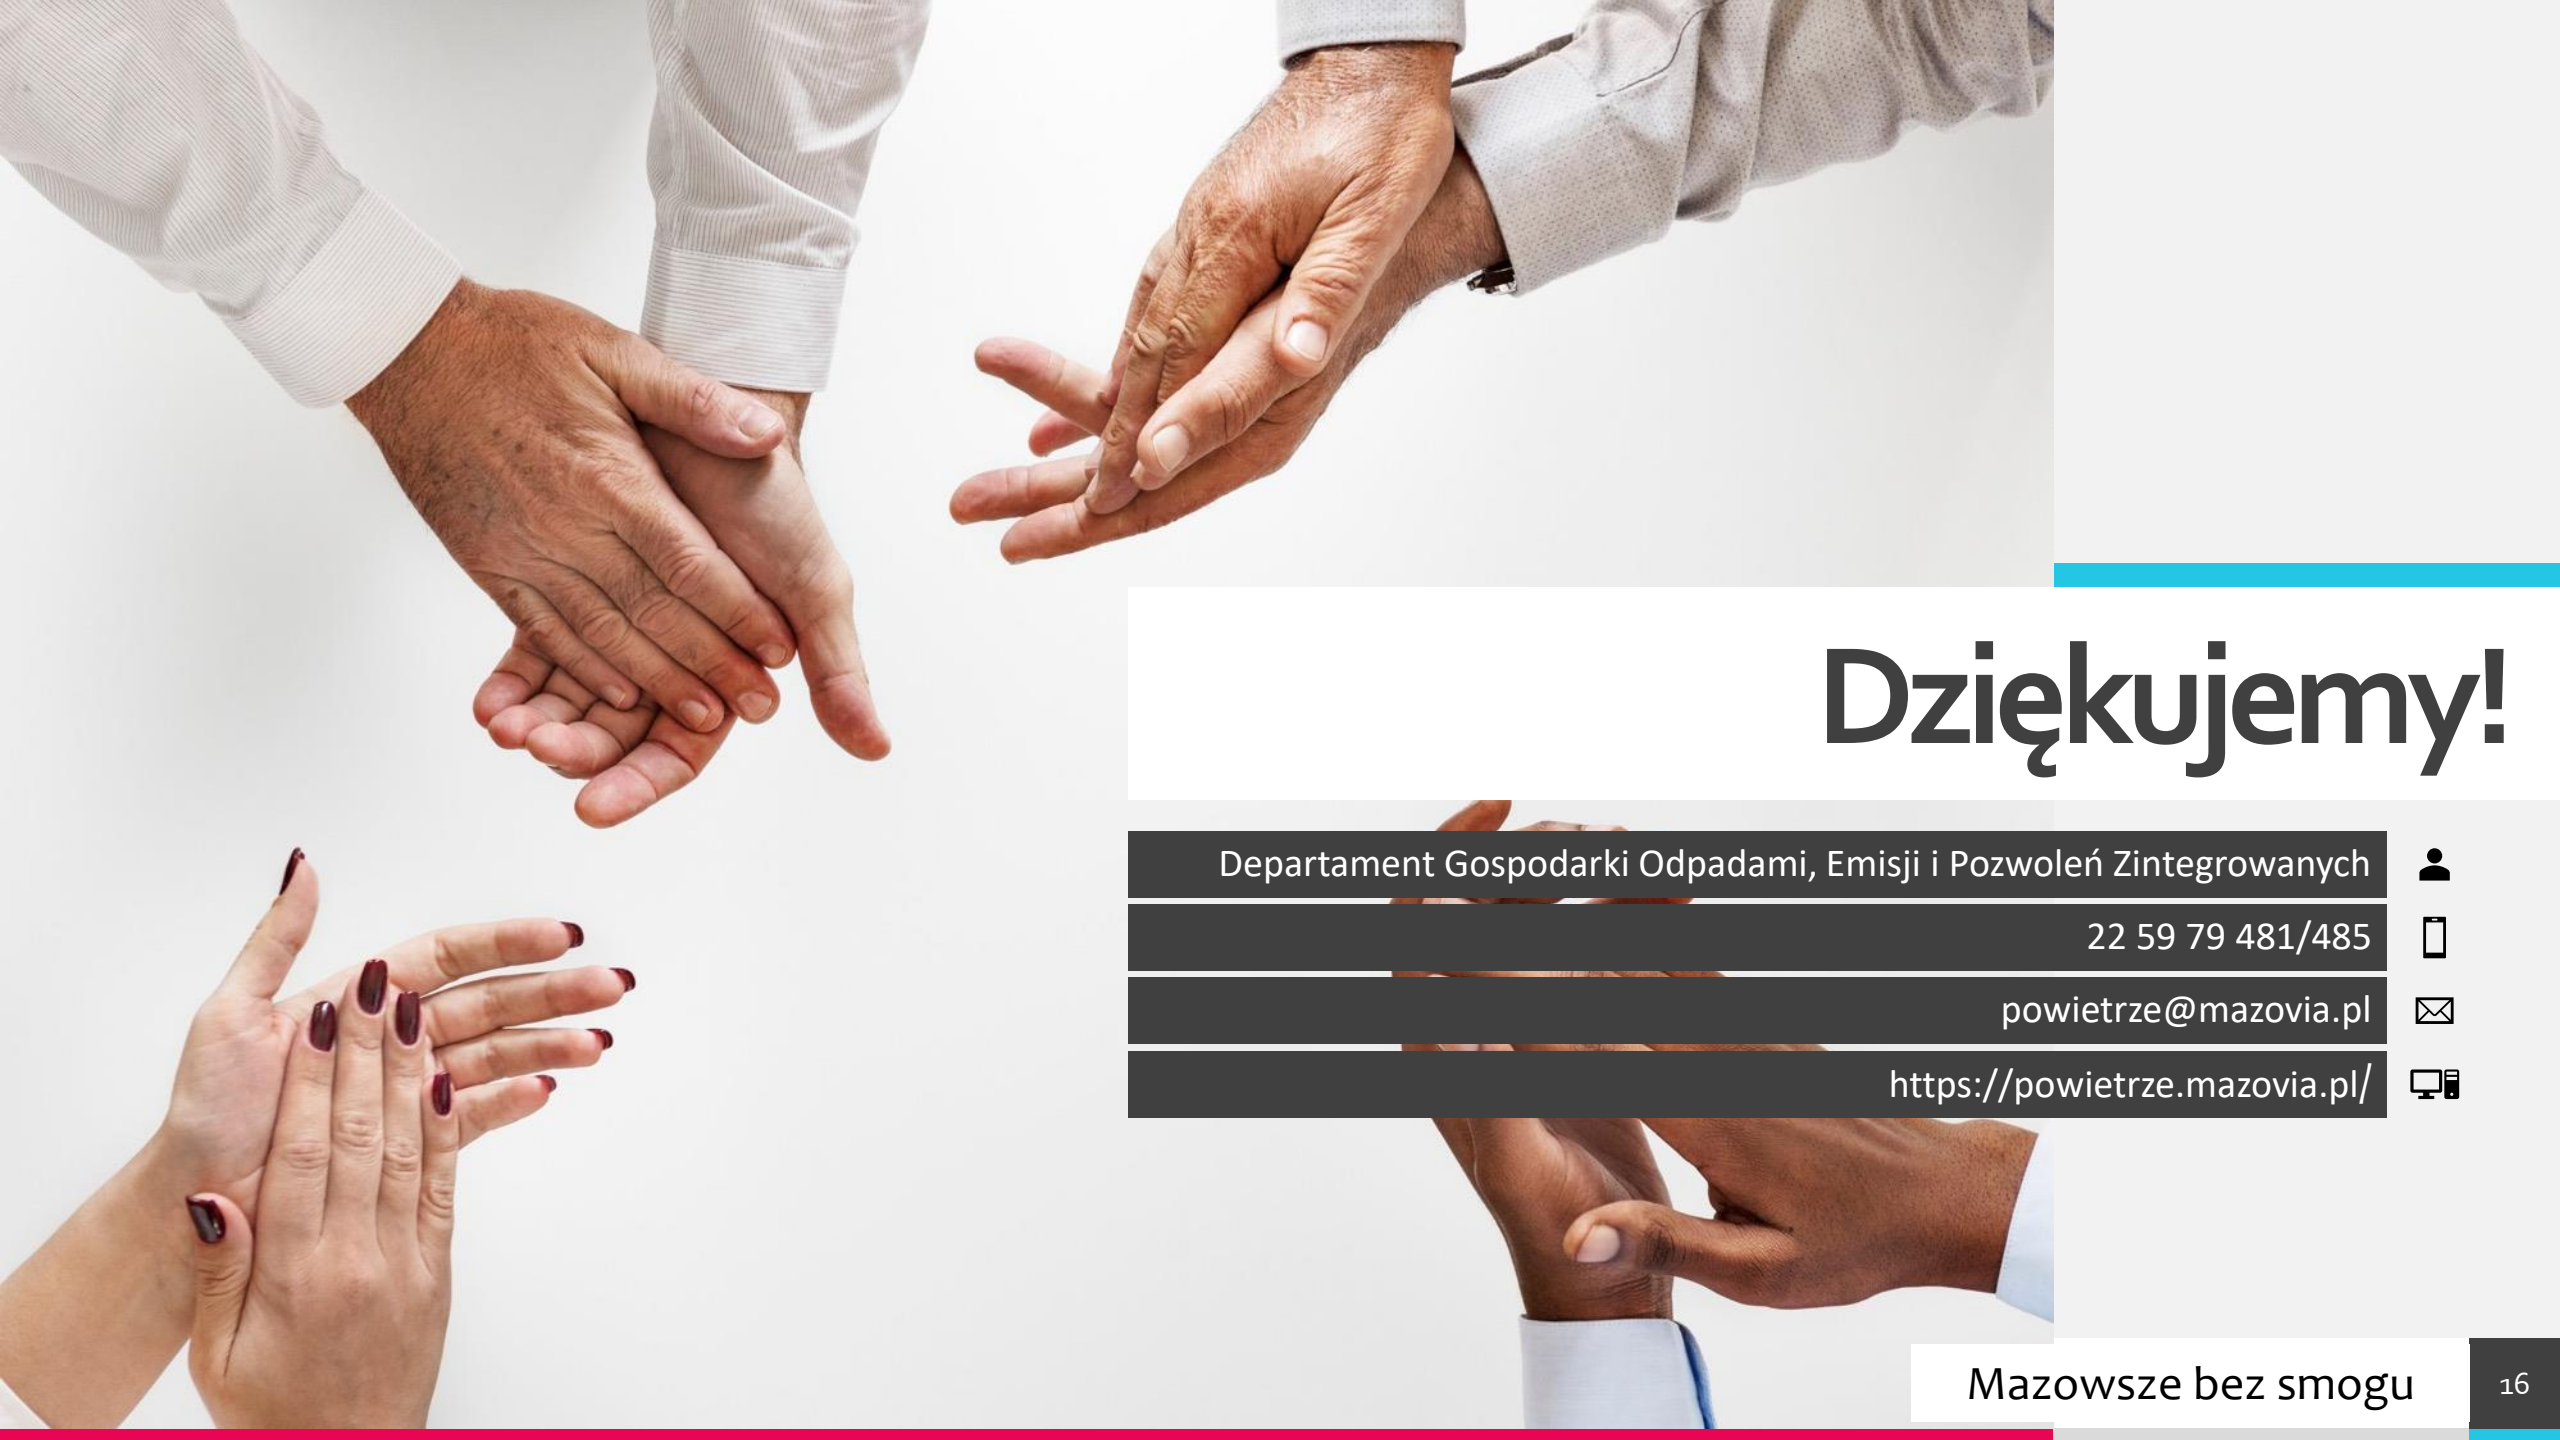 Dziękujemy!
Departament Gospodarki Odpadami, Emisji i Pozwoleń Zintegrowanych
22 59 79 481/485
powietrze@mazovia.pl
https://powietrze.mazovia.pl/
Mazowsze bez smogu
16